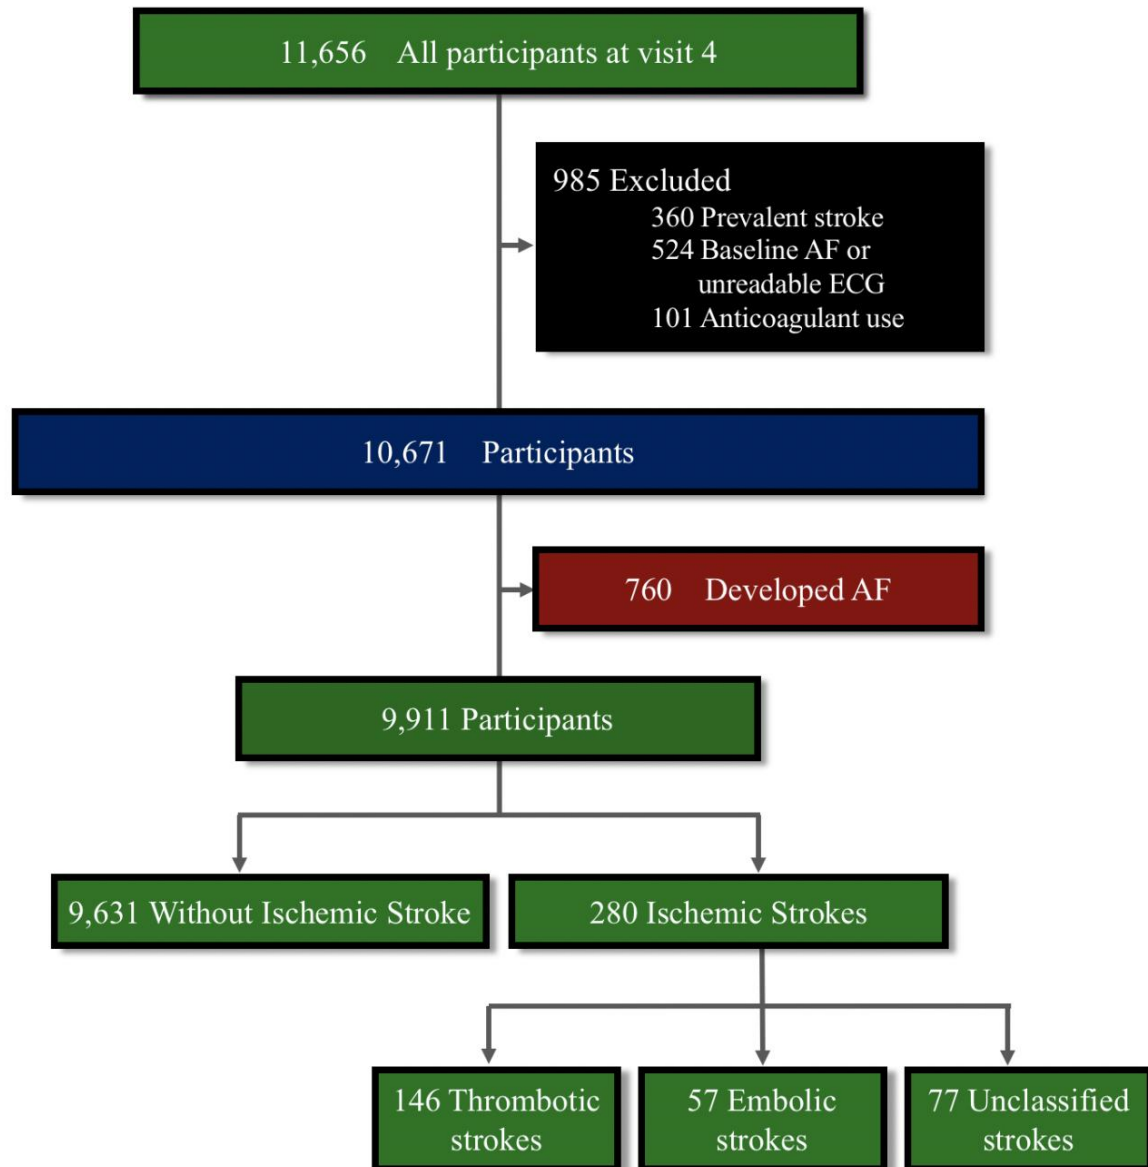 11,656 All participants at visit 4
985 Excluded
360 Prevalent stroke
524 Baseline AF or
unreadable ECG
101 Anticoagulant use
10,671 Participants
760 Developed AF
9,911 Participants
9,631 Without Ischemic Stroke
280 Ischemic Strokes
146 Thrombotic
strokes
57 Embolic
strokes
77 Unclassified
strokes